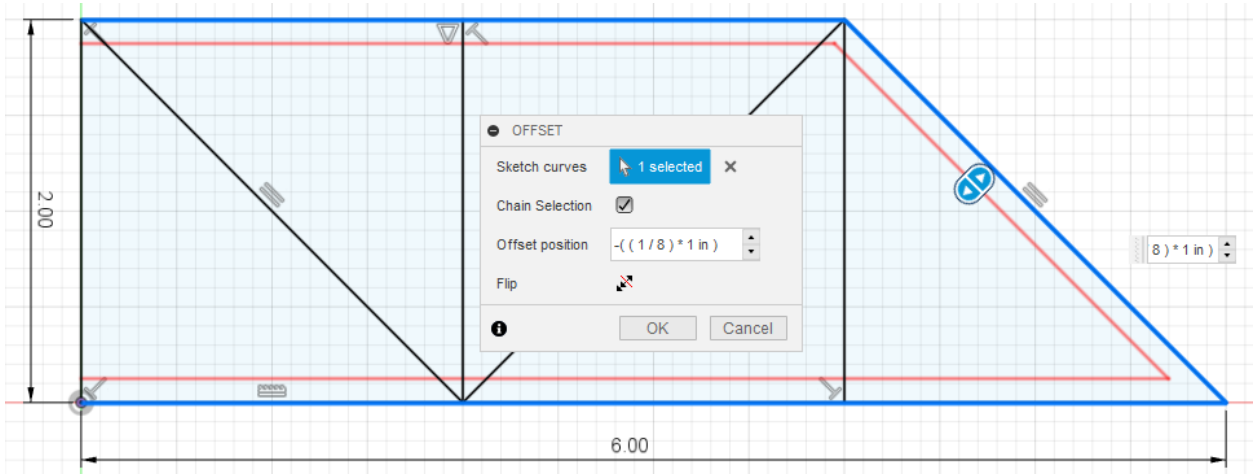 OFFSET
Sketch curves 1 selected
Chain Selection
Offset position -( ( 1 / 8 ) * 1 in )
8 ) * 1 in )
Flip
OK Cancel
2.00
6.00